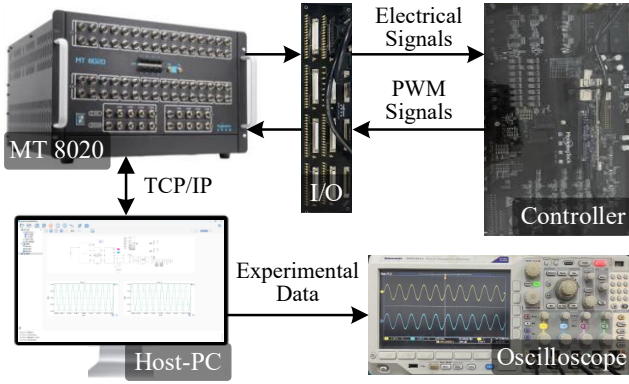 Electrical
Signals
MT 8020
PWM
Signals
MT 8020
I/O
TCP/IP
Controller
Experimental
Data
Host-PC
Oscilloscope